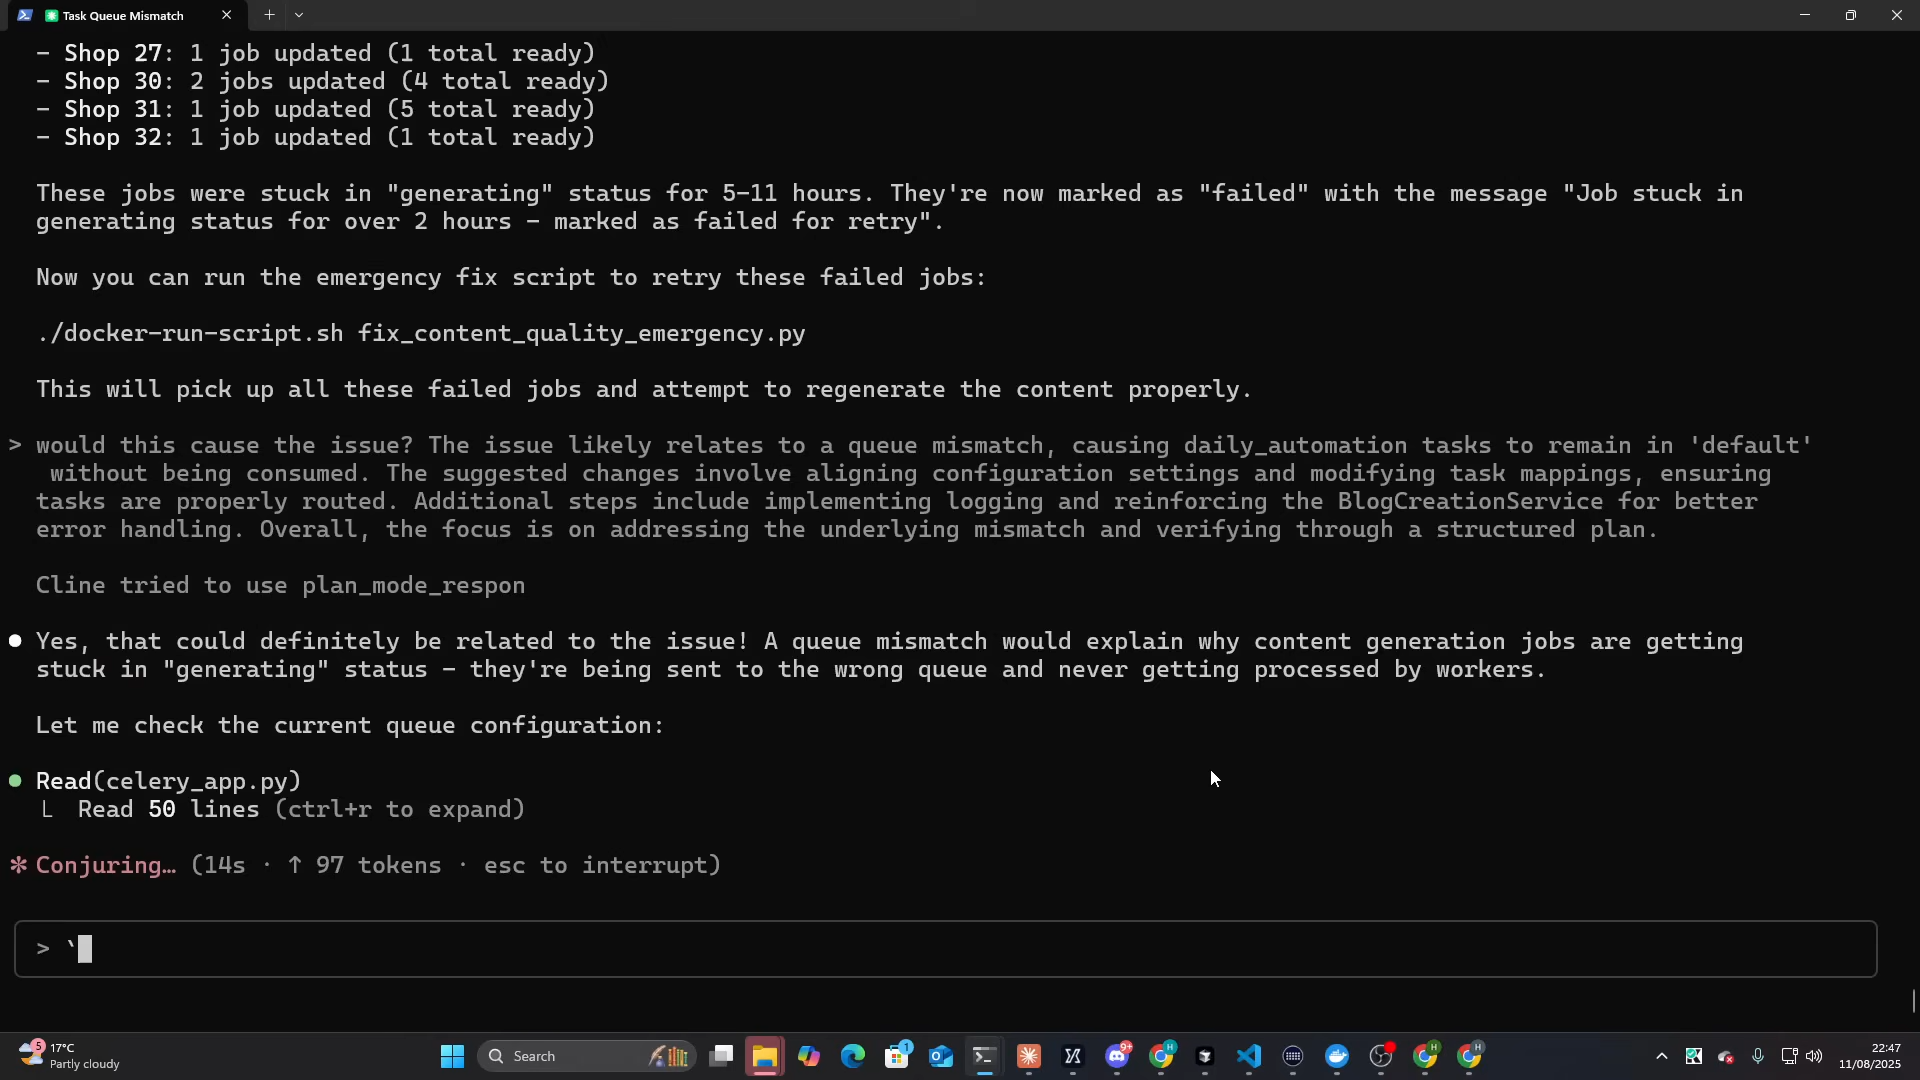 Task Queue Mismatch
- Shop 27: 1 job updated (1 total ready)
- Shop 30: 2 jobs updated (4 total ready)
- Shop 31: 1 job updated (5 total ready)
- Shop 32: 1 job updated (1 total ready)
These jobs were stuck in "generating" status for 5-11 hours. They're now marked as "failed" with the message "Job stuck in
generating status for over 2 hours - marked as failed for retry".
Now you can run the emergency fix script to retry these failed jobs:
./docker-run-script.sh fix_content_quality_emergency.py
This will pick up all these failed jobs and attempt to regenerate the content properly.
> would this cause the issue? The issue likely relates to a queue mismatch, causing daily_automation tasks to remain in 'default'
without being consumed. The suggested changes involve aligning configuration settings and modifying task mappings, ensuring
tasks are properly routed. Additional steps include implementing logging and reinforcing the BlogCreationService for better
error handling. Overall, the focus is on addressing the underlying mismatch and verifying through a structured plan.
Cline tried to use plan_mode_respon
● Yes, that could definitely be related to the issue! A queue mismatch would explain why content generation jobs are getting
stuck in "generating" status - they're being sent to the wrong queue and never getting processed by workers.
Let me check the current queue configuration:
● Read(celery_app.py)
└ Read 50 lines (ctrl+r to expand)
✻ Conjuring… (14s · ↑ 97 tokens · esc to interrupt)
> `
5
17°C
Partly cloudy
Search
1
9+
H
H
H
22:47
11/08/2025